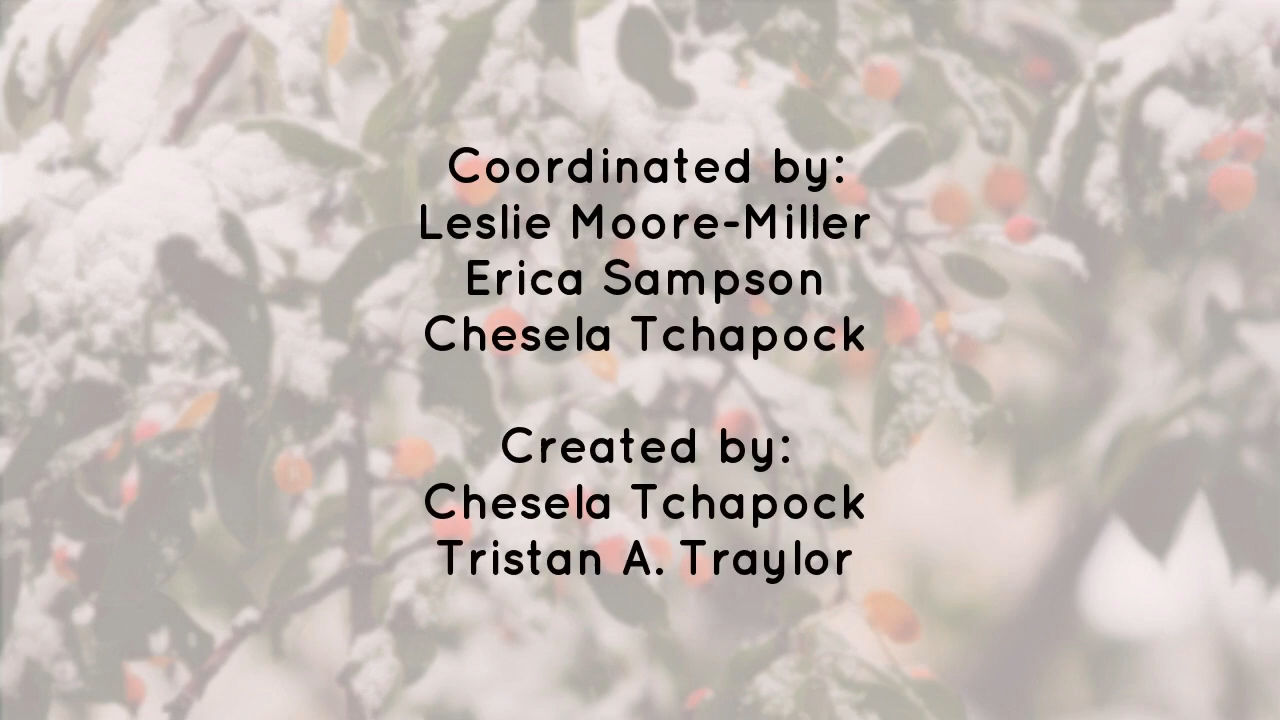 Coordinated by:
Leslie Moore-Miller
Erica Sampson
Chesela Tchapock
Created by:
Chesela Tchapock
Tristan A. Traylor